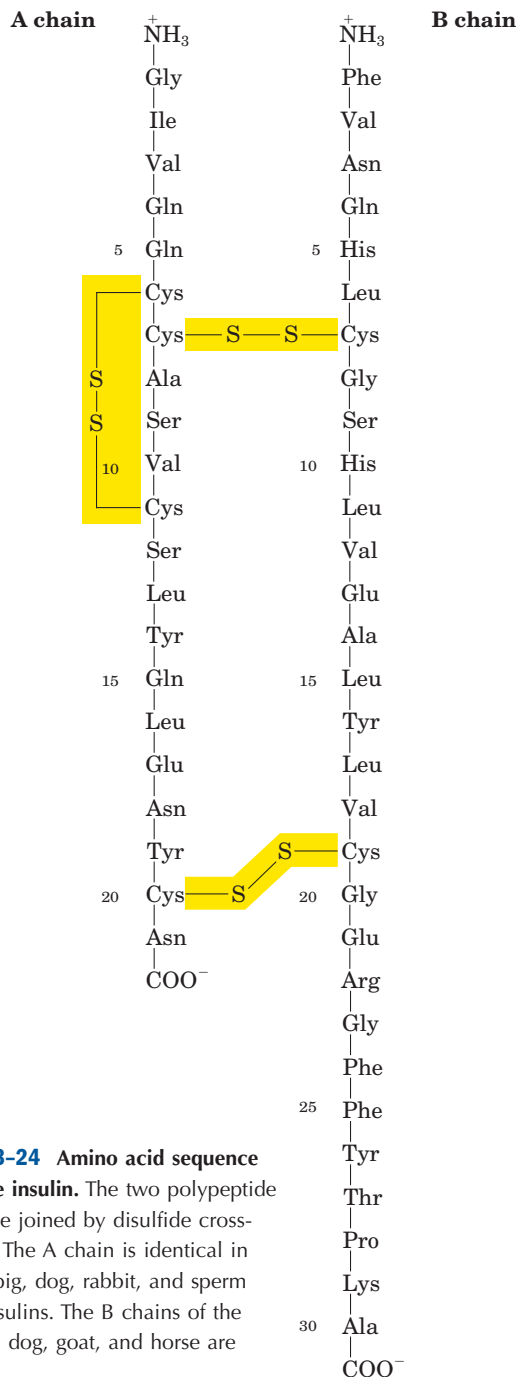 A chain
+
NH₃
Gly
Ile
Val
Gln
5 Gln
Cys
Cys S S
S Ala
S Ser
10 Val
Cys
Ser
Leu
Tyr
15 Gln
Leu
Glu
Asn
Tyr
20 Cys S S
Asn
COO⁻
B chain
+
NH₃
Phe
Val
Asn
Gln
5 His
Leu
Cys
Gly
Ser
10 His
Leu
Val
Glu
Ala
15 Leu
Tyr
Leu
Val
Cys
20 Gly
Glu
Arg
Gly
Phe
25 Phe
Tyr
Thr
Pro
Lys
30 Ala
COO⁻
3–24 Amino acid sequence
e insulin. The two polypeptide
e joined by disulfide cross-
The A chain is identical in
pig, dog, rabbit, and sperm
sulins. The B chains of the
dog, goat, and horse are